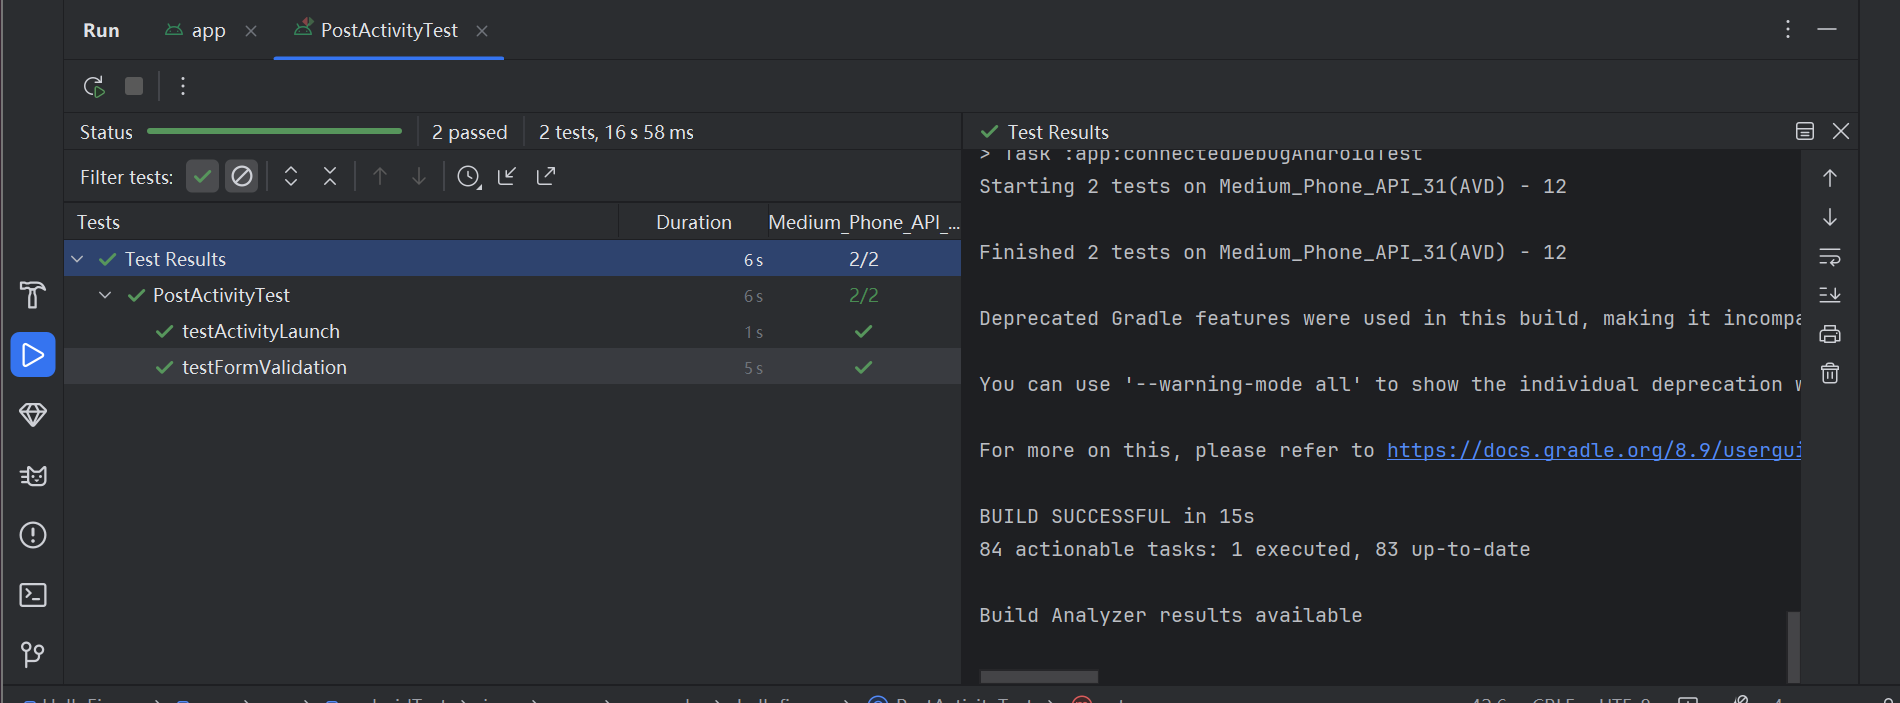 Run app PostActivityTest
Status 2 passed 2 tests, 16 s 58 ms
Filter tests:
Tests Duration Medium_Phone_API_...
Test Results 6 s 2/2
PostActivityTest 6 s 2/2
testActivityLaunch 1 s
testFormValidation 5 s
Test Results
> Task :app:connectedDebugAndroidTest
Starting 2 tests on Medium_Phone_API_31(AVD) - 12
Finished 2 tests on Medium_Phone_API_31(AVD) - 12
Deprecated Gradle features were used in this build, making it incompa
You can use '--warning-mode all' to show the individual deprecation w
For more on this, please refer to https://docs.gradle.org/8.9/usergui
BUILD SUCCESSFUL in 15s
84 actionable tasks: 1 executed, 83 up-to-date
Build Analyzer results available